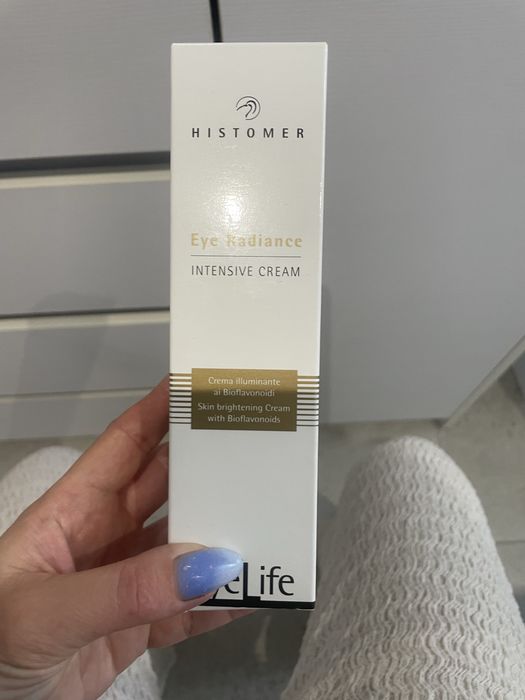 HISTOMER
Eye Radiance
INTENSIVE CREAM
Crema illuminante
ai Bioflavonoidi
Skin brightening Cream
with Bioflavonoids
Life